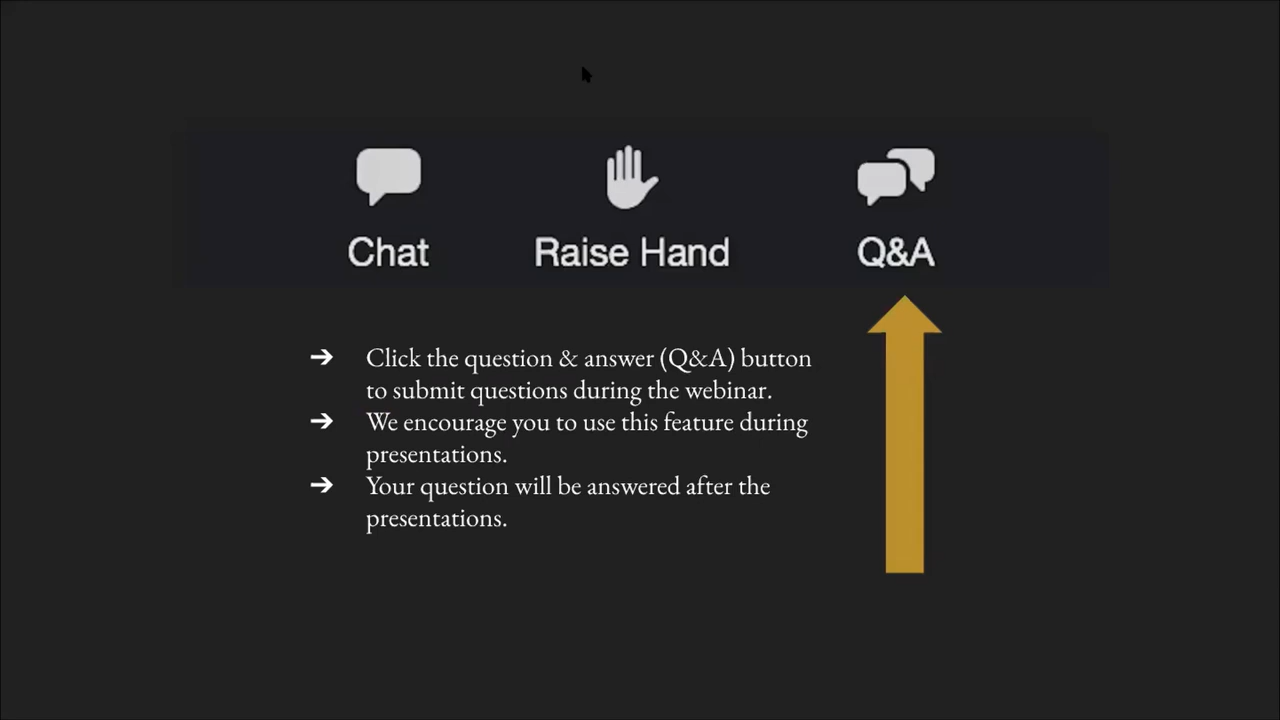 Chat Raise Hand Q&A
➔ Click the question & answer (Q&A) button
to submit questions during the webinar.
➔ We encourage you to use this feature during
presentations.
➔ Your question will be answered after the
presentations.